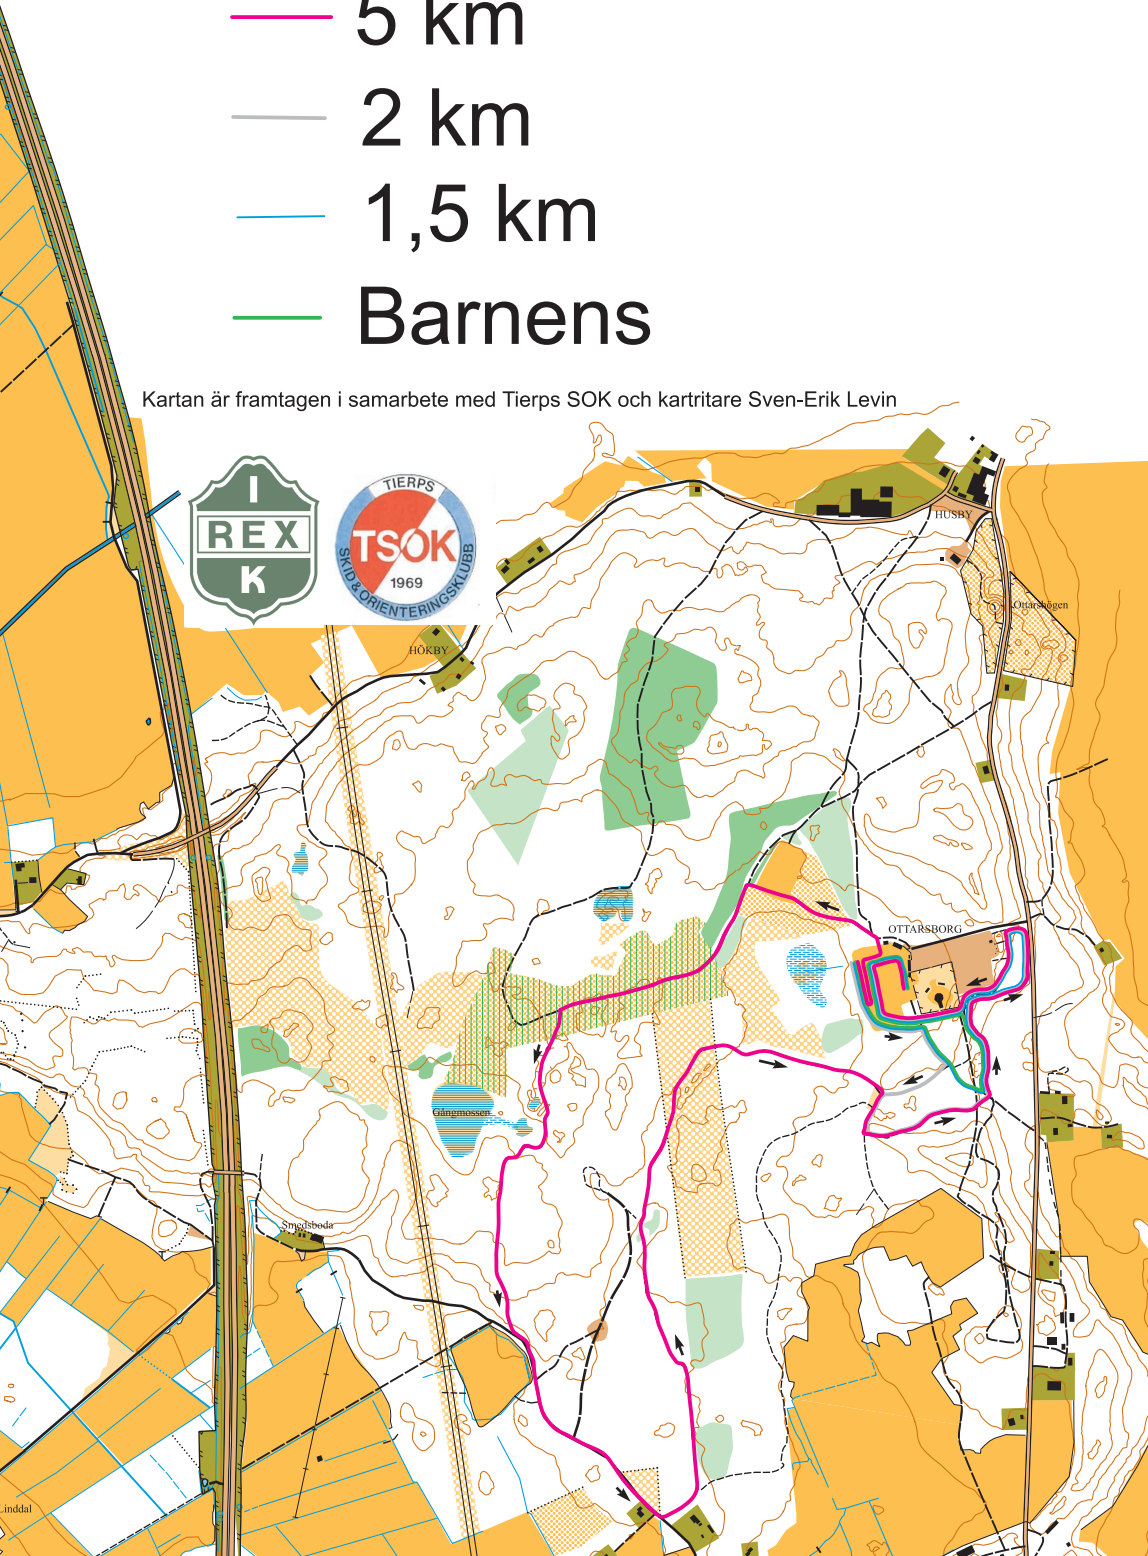 5 km
2 km
1,5 km
Barnens
Kartan är framtagen i samarbete med Tierps SOK och kartritare Sven-Erik Levin
I
REX
K
TIERPS
TSOK
1969
SKID & ORIENTERINGSKLUBB
HUSBY
Ottarshögen
HÖKBY
OTTARSBORG
Gångmossen
Smedsboda
Linddal